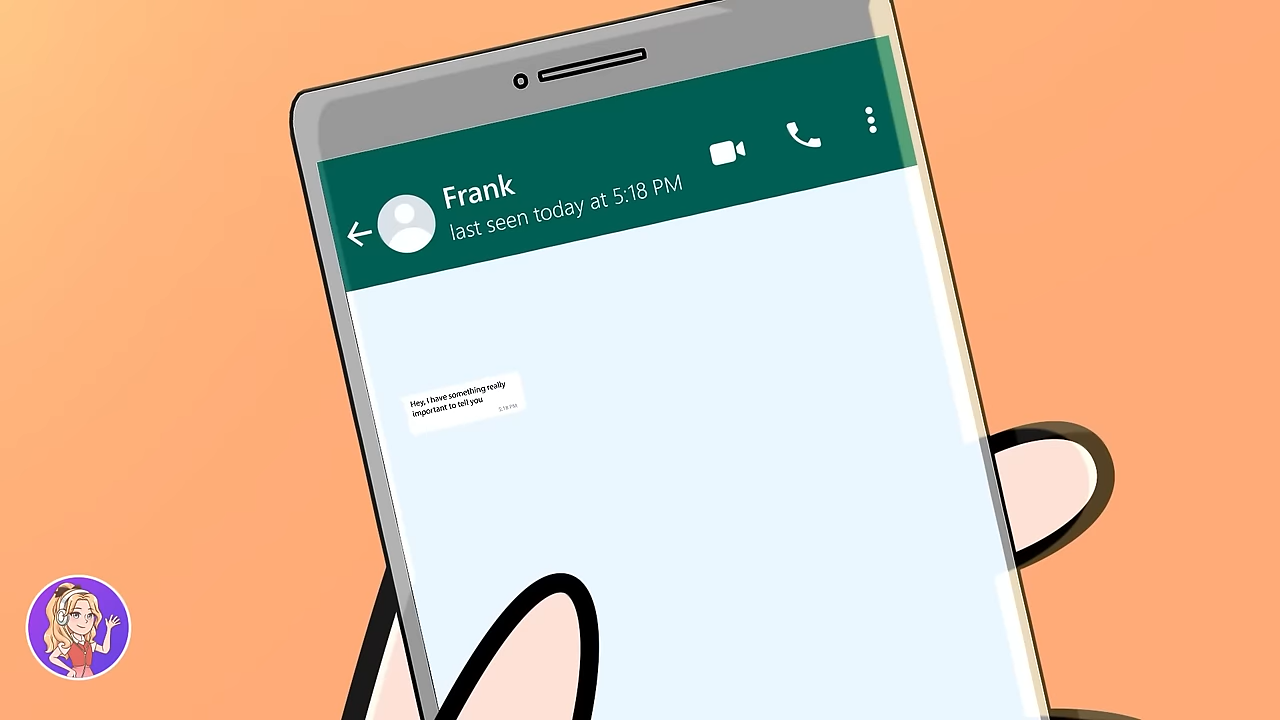 Frank
last seen today at 5:18 PM
Hey, I have something really
important to tell you
5:18 PM